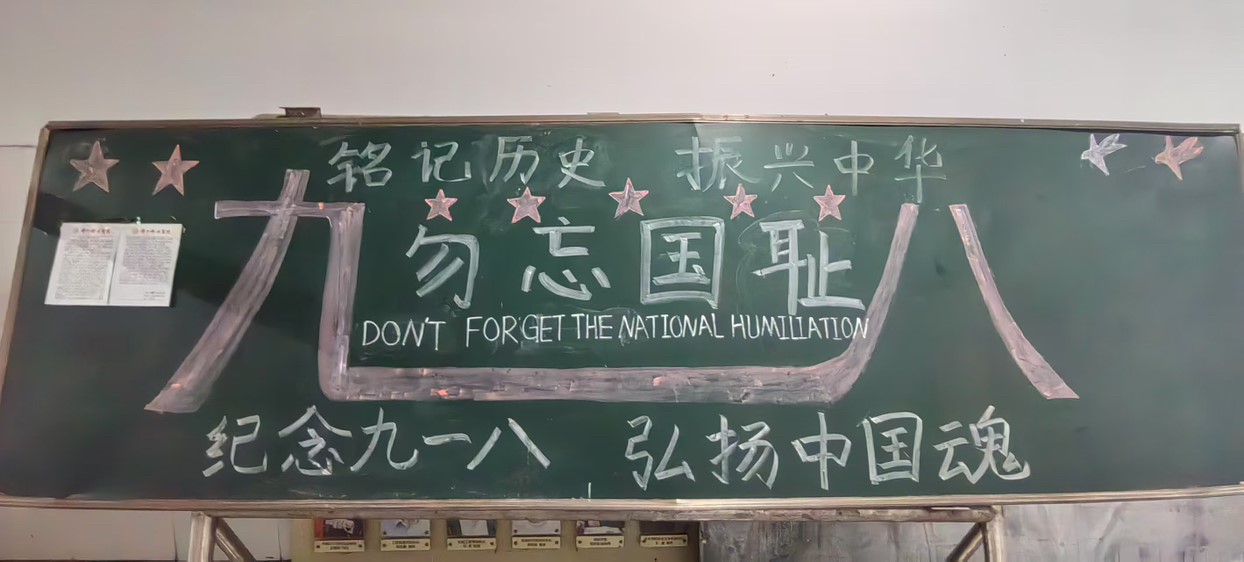 铭记历史 振兴中华
九一八
勿忘国耻
DON'T FORGET THE NATIONAL HUMILIATION
纪念九一八 弘扬中国魂